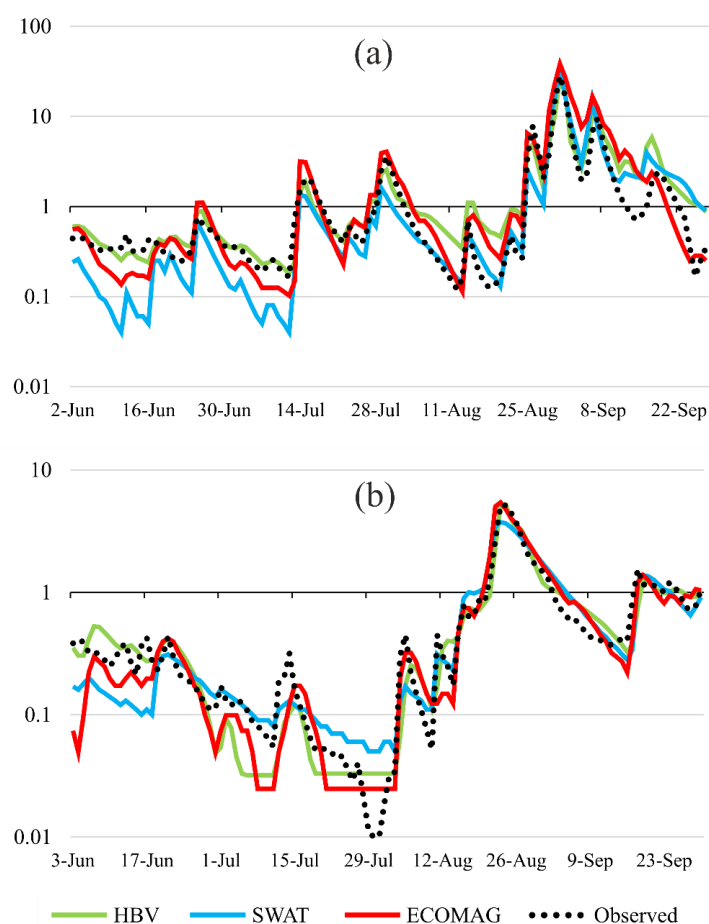 100
(a)
10
1
0.1
0.01
2-Jun 16-Jun 30-Jun 14-Jul 28-Jul 11-Aug 25-Aug 8-Sep 22-Sep
10
(b)
1
0.1
0.01
3-Jun 17-Jun 1-Jul 15-Jul 29-Jul 12-Aug 26-Aug 9-Sep 23-Sep
HBV SWAT ECOMAG Observed